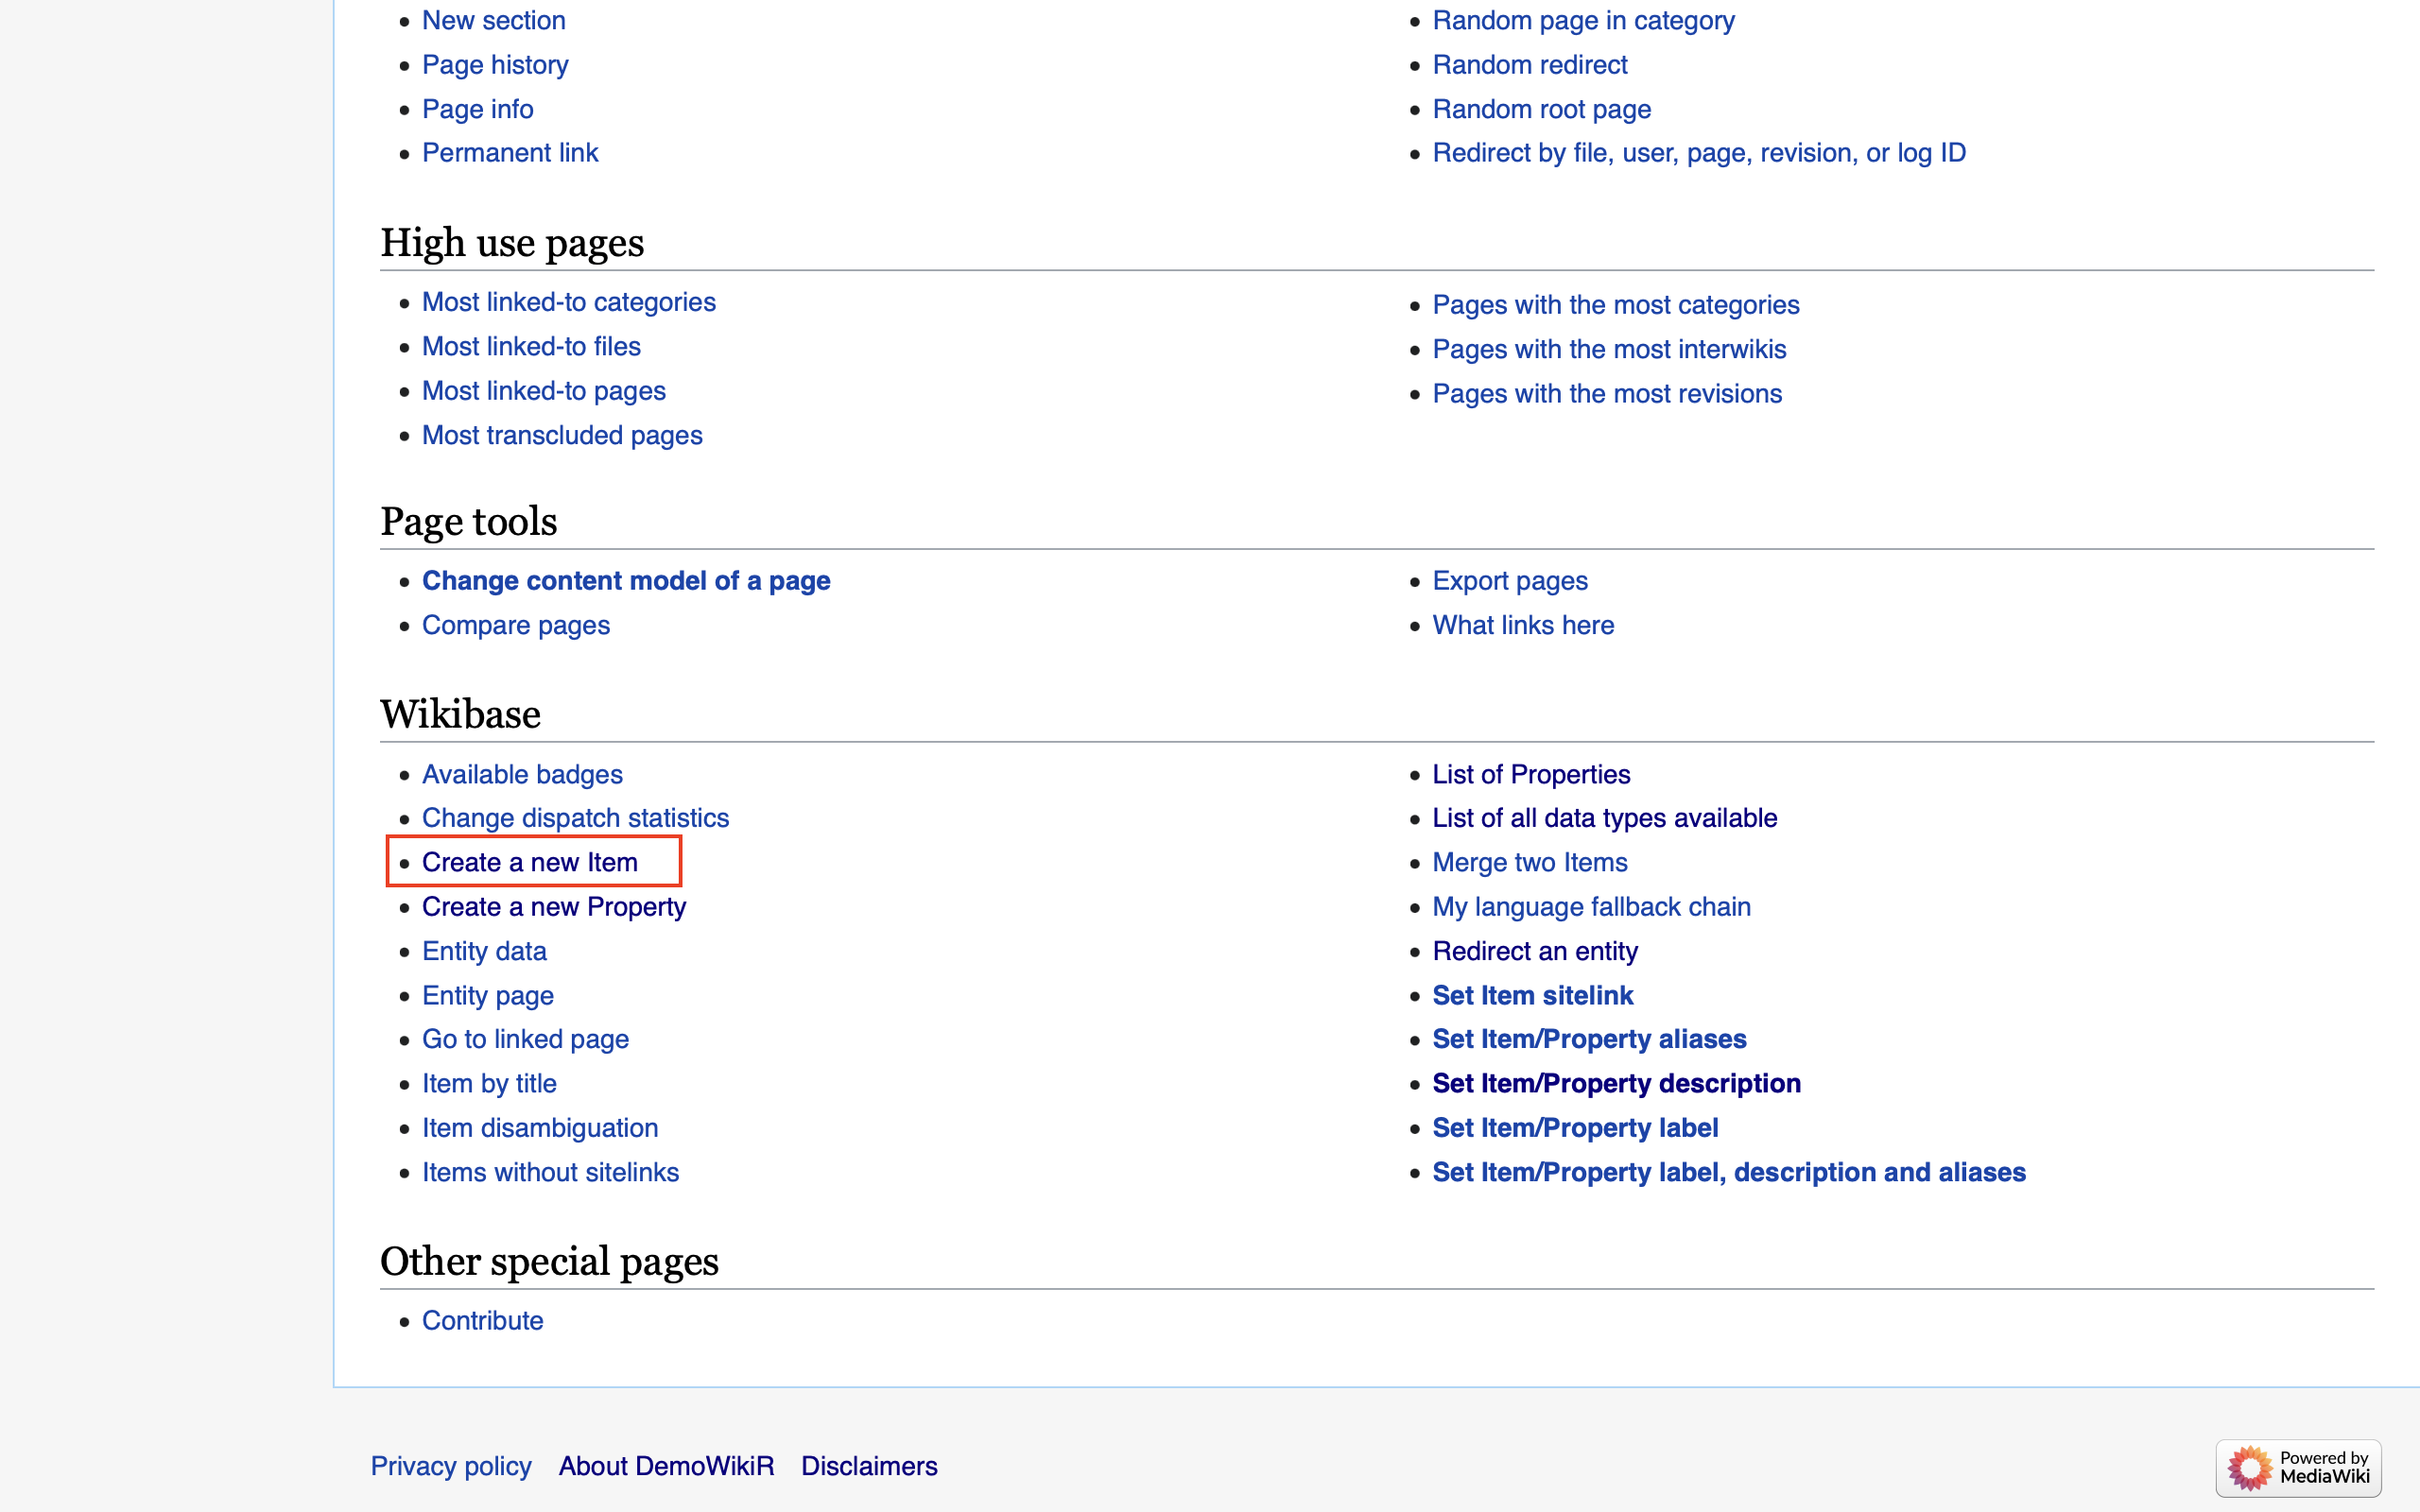 New section
Page history
Page info
Permanent link
Random page in category
Random redirect
Random root page
Redirect by file, user, page, revision, or log ID
High use pages
Most linked-to categories
Most linked-to files
Most linked-to pages
Most transcluded pages
Pages with the most categories
Pages with the most interwikis
Pages with the most revisions
Page tools
Change content model of a page
Compare pages
Export pages
What links here
Wikibase
Available badges
Change dispatch statistics
Create a new Item
Create a new Property
Entity data
Entity page
Go to linked page
Item by title
Item disambiguation
Items without sitelinks
List of Properties
List of all data types available
Merge two Items
My language fallback chain
Redirect an entity
Set Item sitelink
Set Item/Property aliases
Set Item/Property description
Set Item/Property label
Set Item/Property label, description and aliases
Other special pages
Contribute
Privacy policy About DemoWikiR Disclaimers
Powered by
MediaWiki